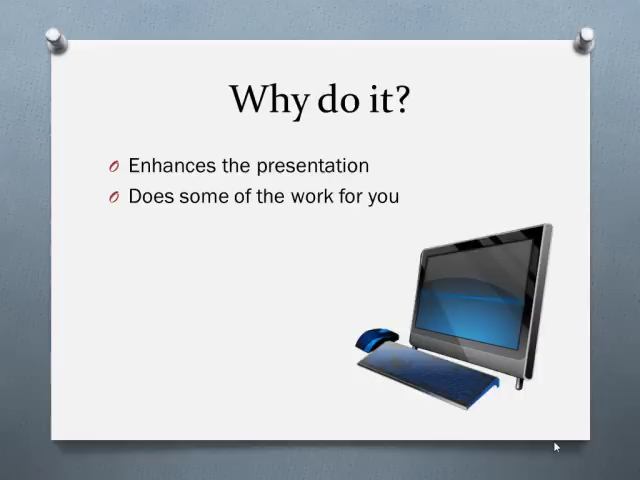 Why do it?
Enhances the presentation
Does some of the work for you